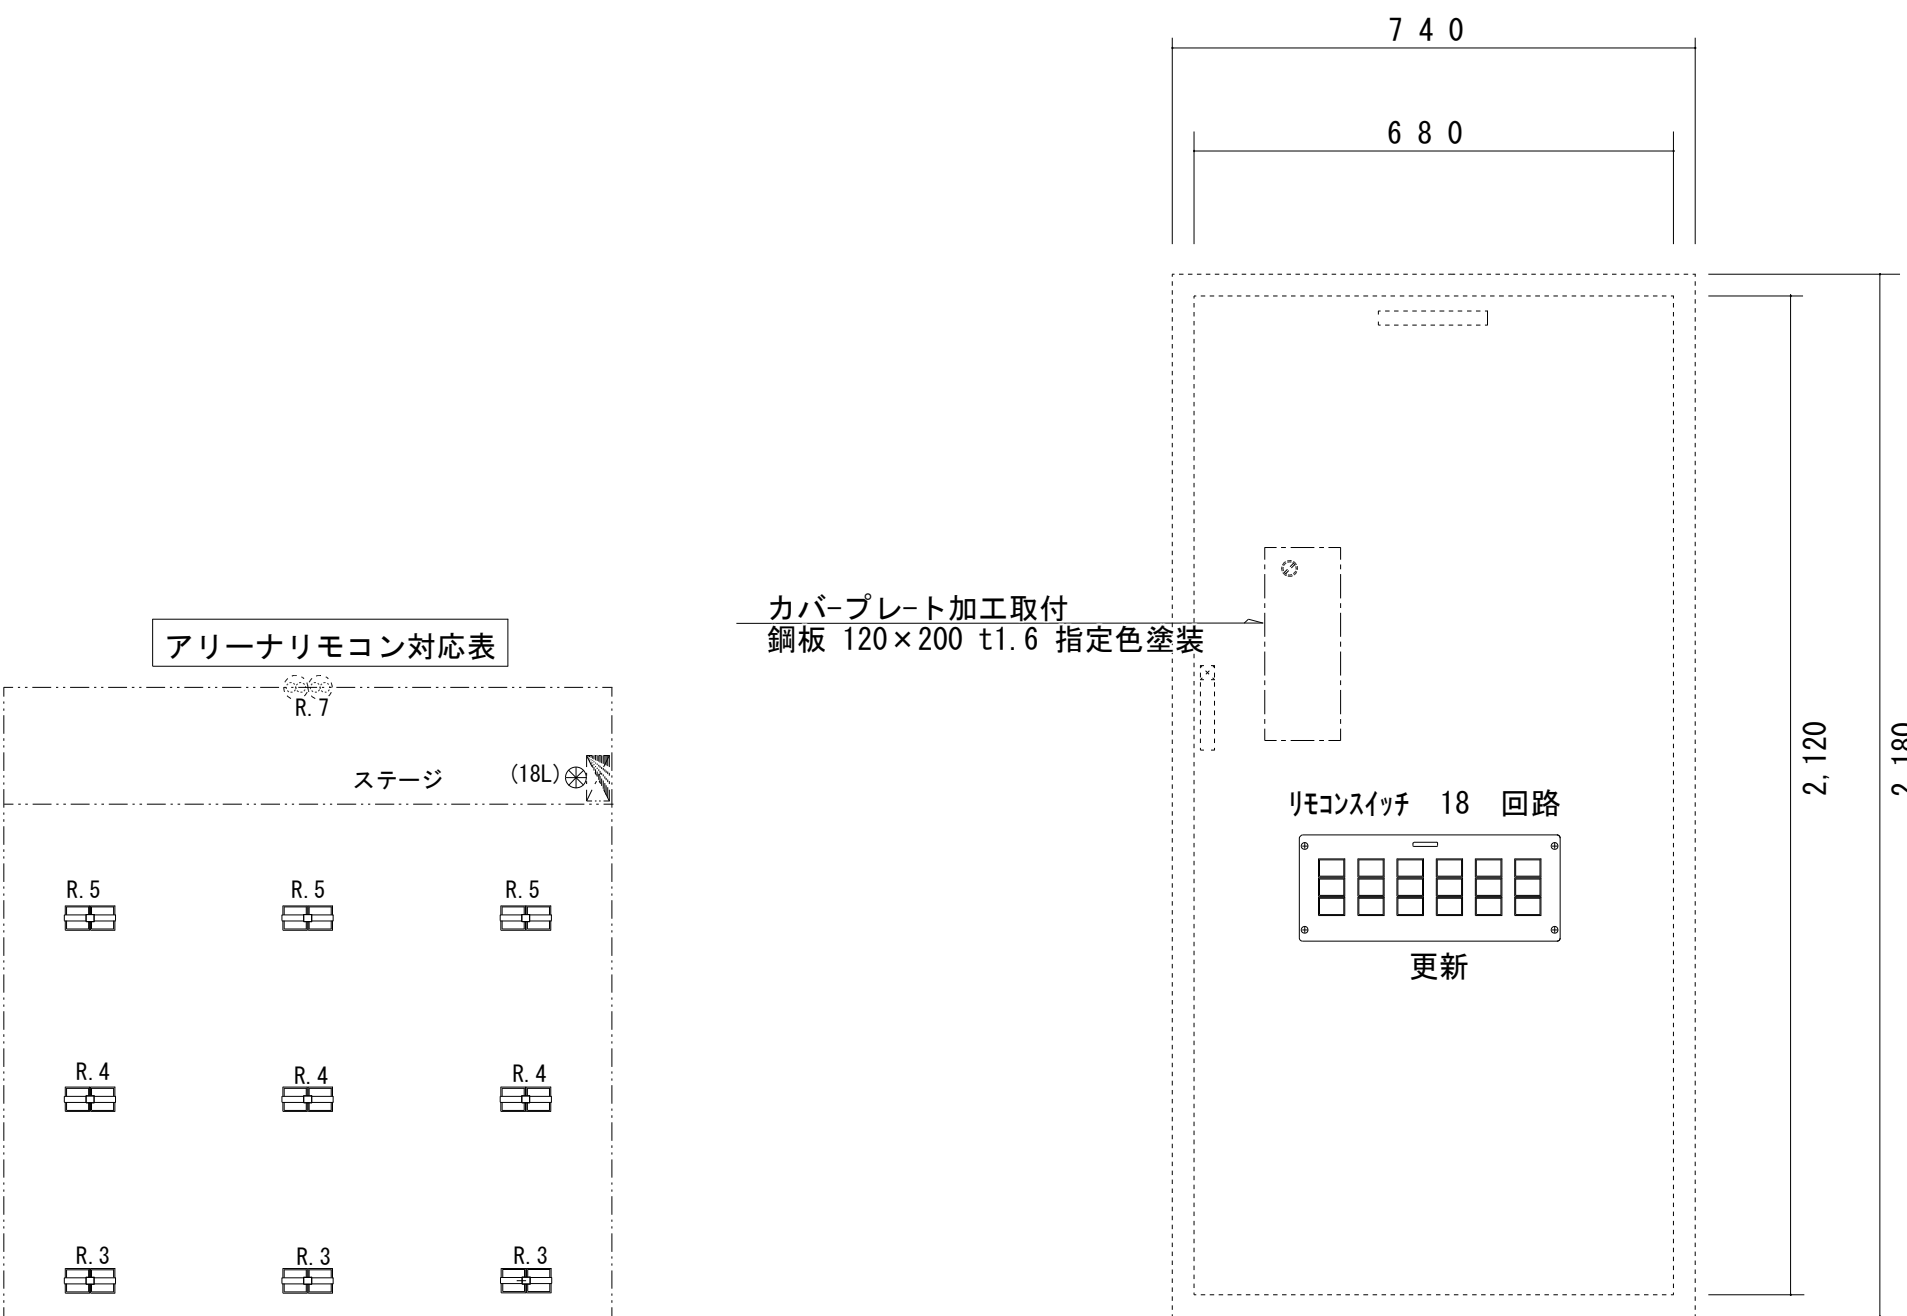 740
680
カバ-プレ-ト加工取付
鋼板 120×200 t1.6 指定色塗装
アリーナリモコン対応表
R.7
ステージ (18L)
2,120
ﾘﾓｺﾝｽｲｯﾁ 18 回路
R.5 R.5 R.5
更新
R.4 R.4 R.4
R.3 R.3 R.3